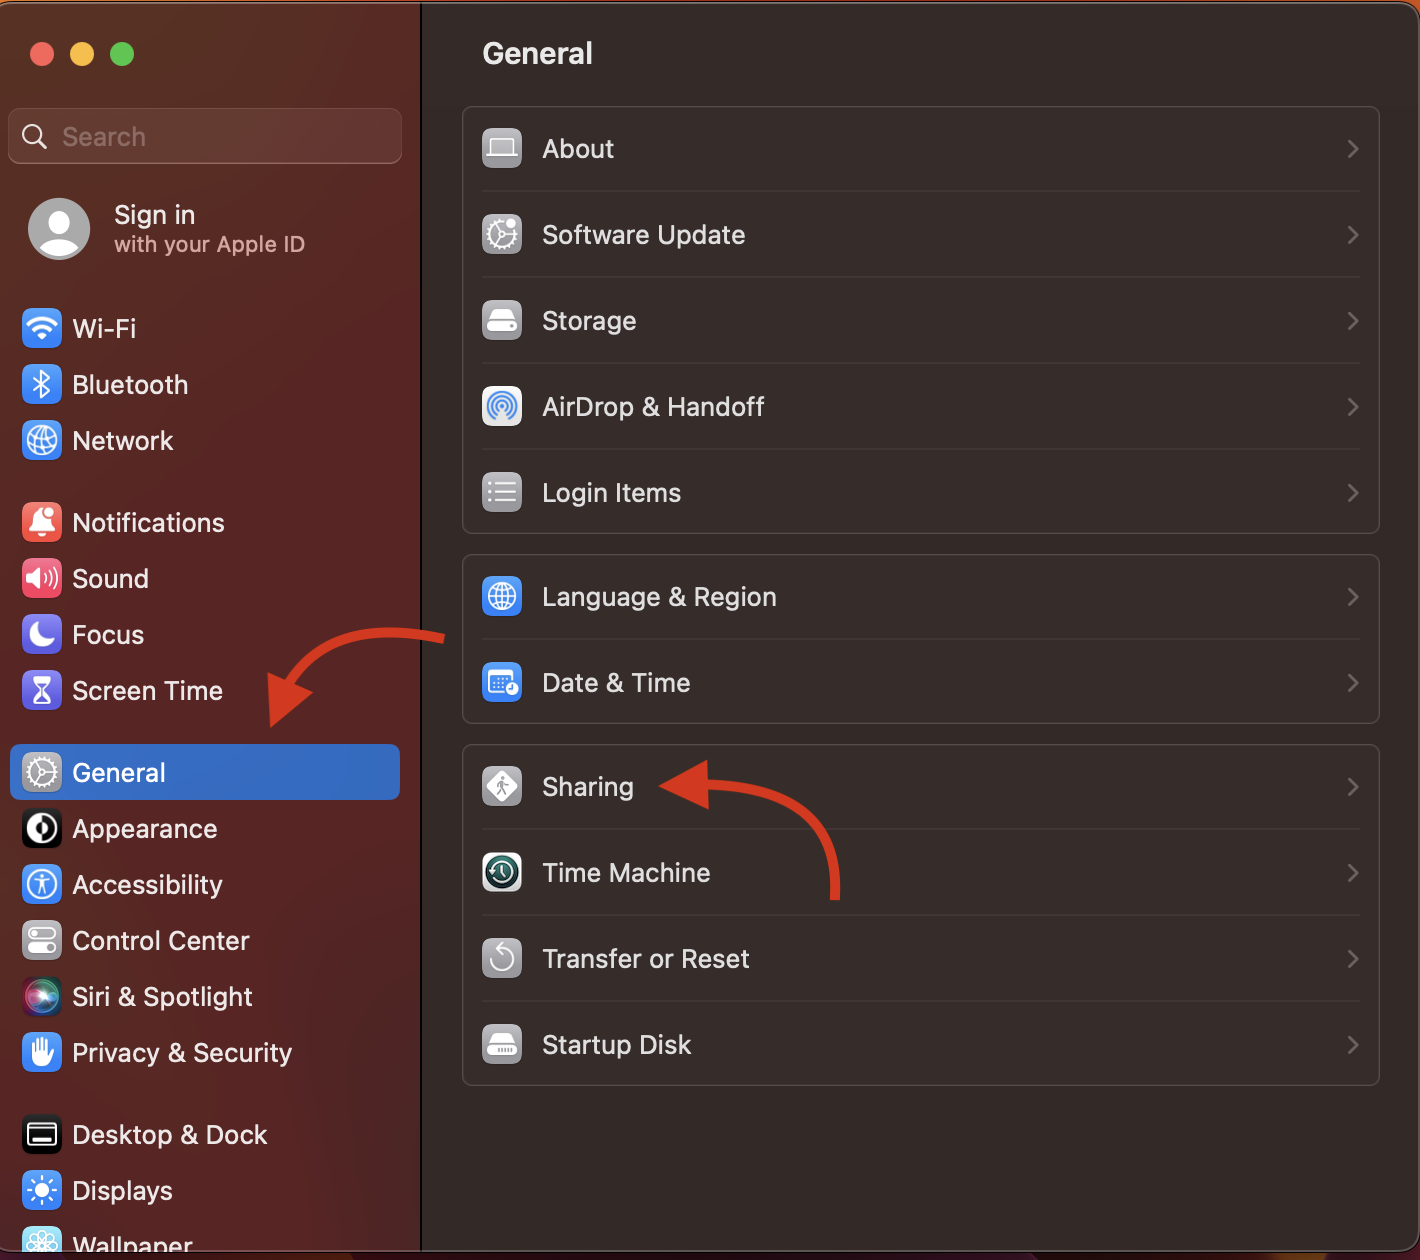 Search
Sign in
with your Apple ID
Wi-Fi
Bluetooth
Network
Notifications
Sound
Focus
Screen Time
General
Appearance
Accessibility
Control Center
Siri & Spotlight
Privacy & Security
Desktop & Dock
Displays
Wallpaper
General
About
Software Update
Storage
AirDrop & Handoff
Login Items
Language & Region
Date & Time
Sharing
Time Machine
Transfer or Reset
Startup Disk